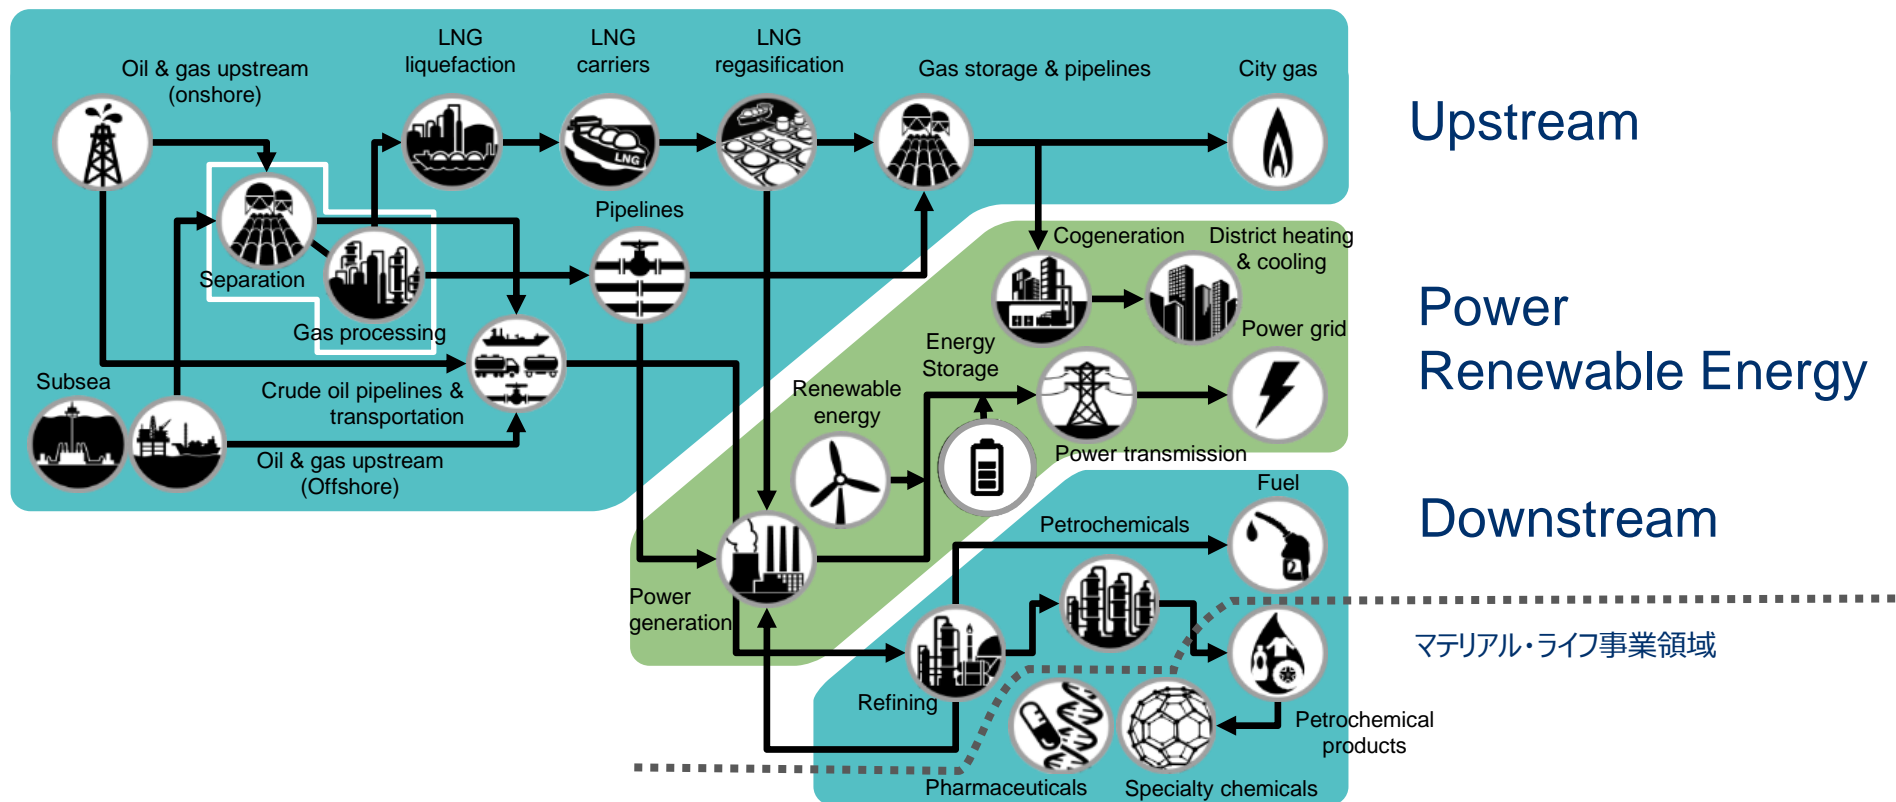 LNG
liquefaction
LNG
carriers
LNG
regasification
Oil & gas upstream
(onshore)
Gas storage & pipelines
City gas
Upstream
LNG
Pipelines
Separation
Gas processing
Cogeneration
District heating
& cooling
Power grid
Power
Renewable Energy
Energy
Storage
Subsea
Crude oil pipelines &
transportation
Renewable
energy
Oil & gas upstream
(Offshore)
Power transmission
Fuel
Petrochemicals
Downstream
Power
generation
マテリアル・ライフ事業領域
Refining
Petrochemical
products
Pharmaceuticals
Specialty chemicals